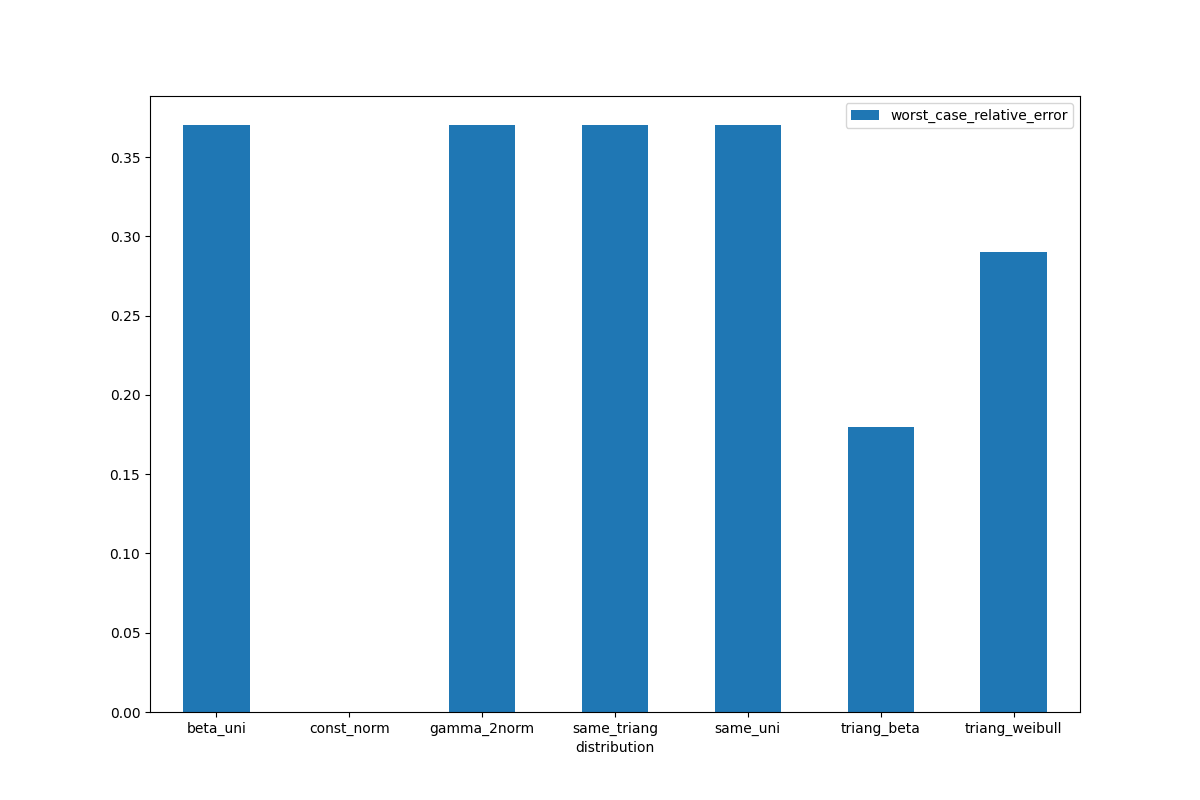 worst_case_relative_error
0.35
0.30
0.25
0.20
0.15
0.10
0.05
0.00
beta_uni const_norm gamma_2norm same_triang same_uni triang_beta triang_weibull
distribution